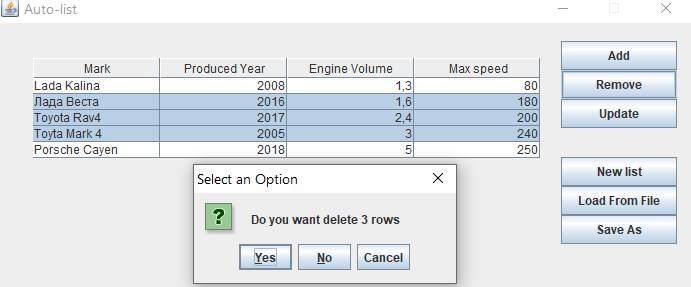 Auto-list
Add
Remove
Update
Mark Produced Year Engine Volume Max speed
Lada Kalina 2008 1,3 80
Лада Веста 2016 1,6 180
Toyota Rav4 2017 2,4 200
Toyta Mark 4 2005 3 240
Porsche Cayen 2018 5 250
New list
Load From File
Save As
Select an Option
Do you want delete 3 rows
Yes No Cancel